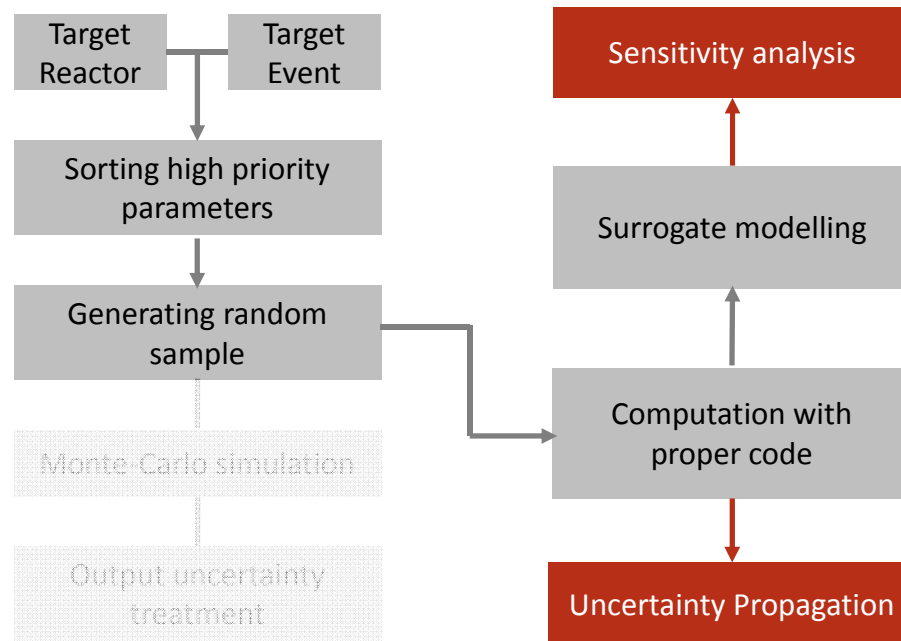 Target
Reactor
Target
Event
Sorting high priority
parameters
Generating random
sample
Monte-Carlo simulation
Output uncertainty
treatment
Sensitivity analysis
Surrogate modelling
Computation with
proper code
Uncertainty Propagation